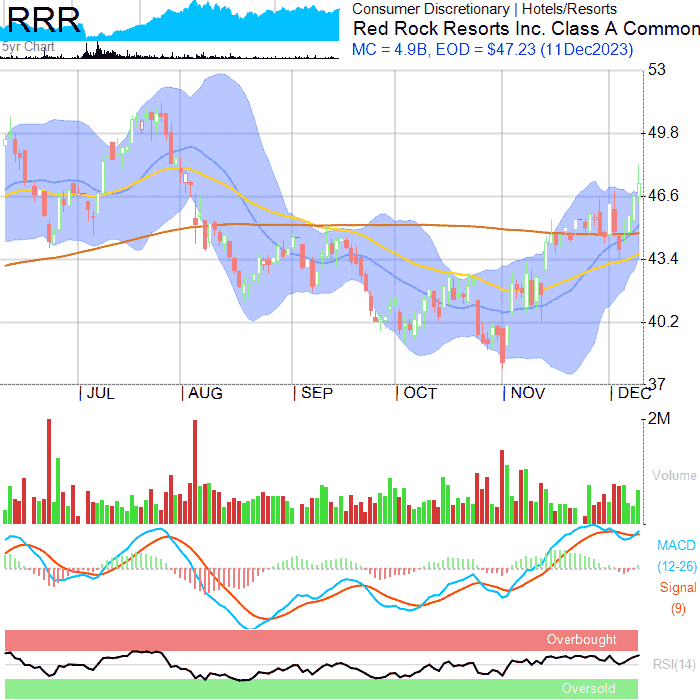 RRR
5yr Chart
Consumer Discretionary | Hotels/Resorts
Red Rock Resorts Inc. Class A Common
MC = 4.9B, EOD = $47.23 (11Dec2023)
53
49.8
46.6
43.4
40.2
37
JUL AUG SEP OCT NOV DEC
2M
Volume
MACD
(12-26)
Signal
(9)
Overbought
RSI(14)
Oversold